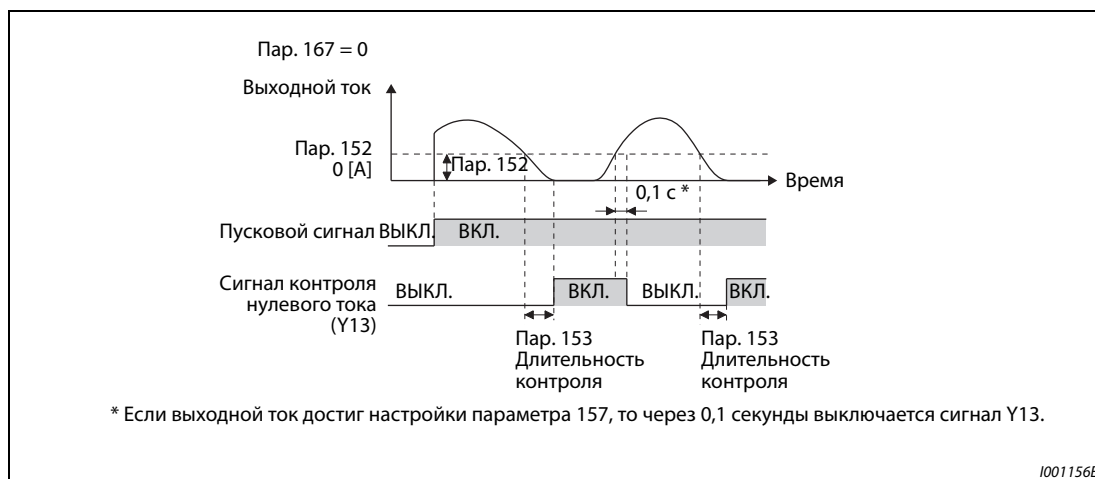 Пар. 167 = 0
Выходной ток
Пар. 152
0 [A]
Пар. 152
Время
0,1 с *
Пусковой сигнал
ВЫКЛ.
ВКЛ.
Сигнал контроля
нулевого тока
(Y13)
ВЫКЛ.
ВКЛ.
ВЫКЛ.
ВКЛ.
Пар. 153
Длительность
контроля
Пар. 153
Длительность
контроля
* Если выходной ток достиг настройки параметра 157, то через 0,1 секунды выключается сигнал Y13.
I001156E